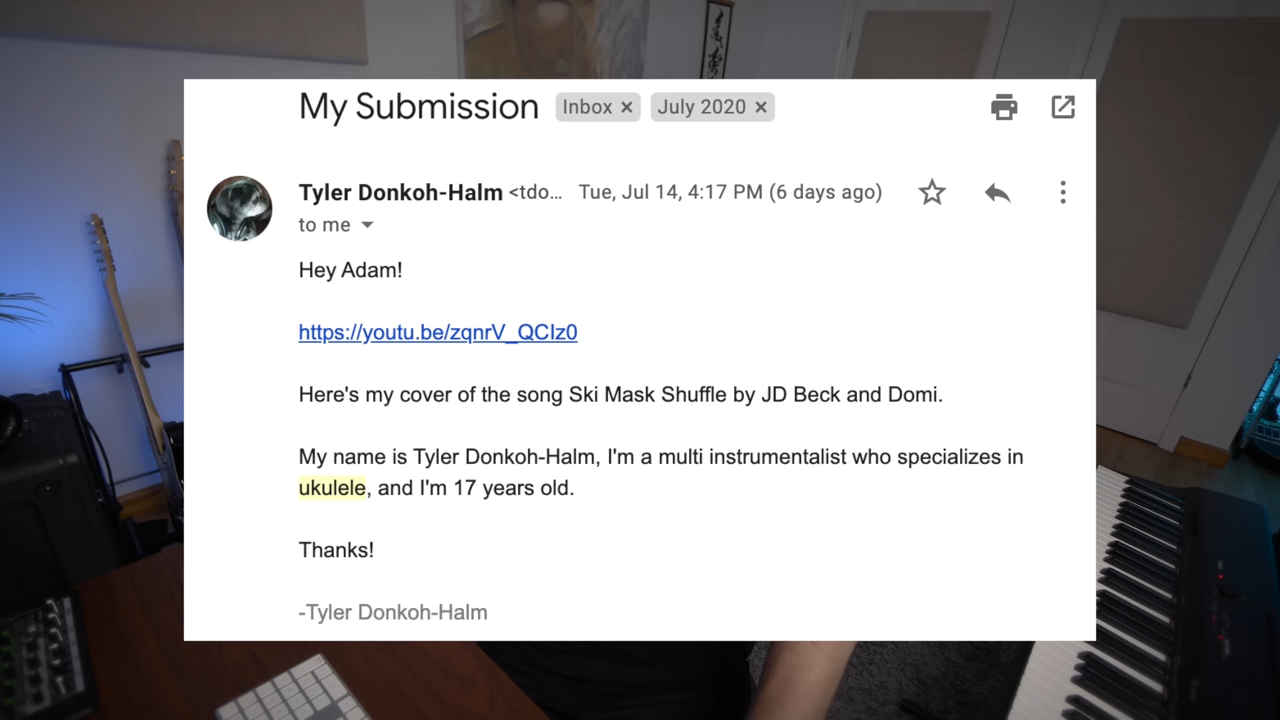 My Submission Inbox × July 2020 ×
Tyler Donkoh-Halm <tdo... Tue, Jul 14, 4:17 PM (6 days ago)
to me
Hey Adam!
https://youtu.be/zqnrV_QCIz0
Here's my cover of the song Ski Mask Shuffle by JD Beck and Domi.
My name is Tyler Donkoh-Halm, I'm a multi instrumentalist who specializes in
ukulele, and I'm 17 years old.
Thanks!
-Tyler Donkoh-Halm